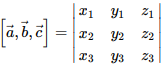 [a⃗, b⃗, c⃗] = | x₁ y₁ z₁ |
| x₂ y₂ z₂ |
| x₃ y₃ z₃ |